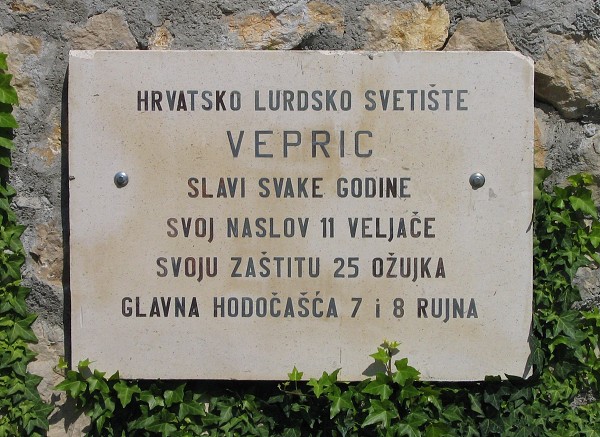 HRVATSKO LURDSKO SVETIŠTE
VEPRIC
SLAVI SVAKE GODINE
SVOJ NASLOV 11 VELJAČE
SVOJU ZAŠTITU 25 OŽUJKA
GLAVNA HODOČAŠĆA 7 i 8 RUJNA